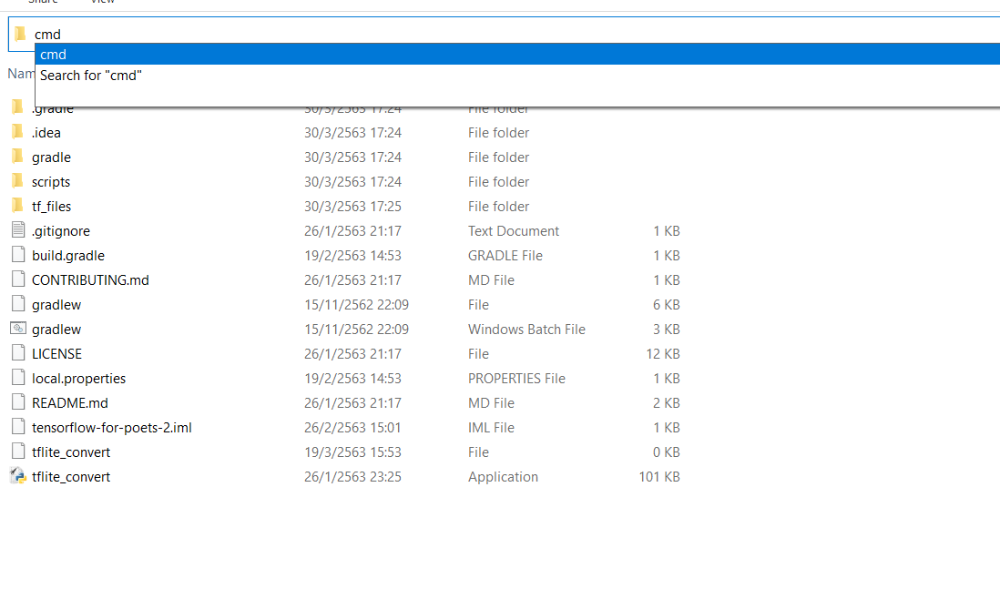 Share View
cmd
cmd
Search for "cmd"
Nam
.gradle 30/3/2563 17:24 File folder
.idea 30/3/2563 17:24 File folder
gradle 30/3/2563 17:24 File folder
scripts 30/3/2563 17:24 File folder
tf_files 30/3/2563 17:25 File folder
.gitignore 26/1/2563 21:17 Text Document 1 KB
build.gradle 19/2/2563 14:53 GRADLE File 1 KB
CONTRIBUTING.md 26/1/2563 21:17 MD File 1 KB
gradlew 15/11/2562 22:09 File 6 KB
gradlew 15/11/2562 22:09 Windows Batch File 3 KB
LICENSE 26/1/2563 21:17 File 12 KB
local.properties 19/2/2563 14:53 PROPERTIES File 1 KB
README.md 26/1/2563 21:17 MD File 2 KB
tensorflow-for-poets-2.iml 26/2/2563 15:01 IML File 1 KB
tflite_convert 19/3/2563 15:53 File 0 KB
tflite_convert 26/1/2563 23:25 Application 101 KB